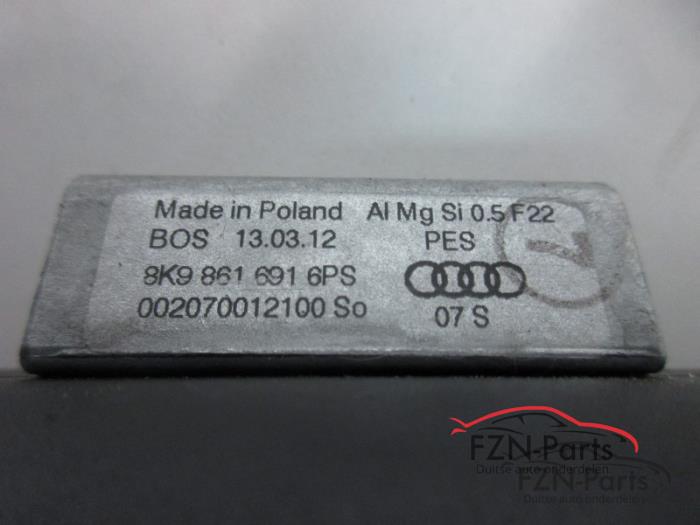 Made in Poland Al Mg Si 0.5 F22
BOS 13.03.12 PES
8K9 861 691 6PS
002070012100 So 07 S
FZN-Parts
Duitse auto onderdelen
FZN-Parts
Duitse auto onderdelen